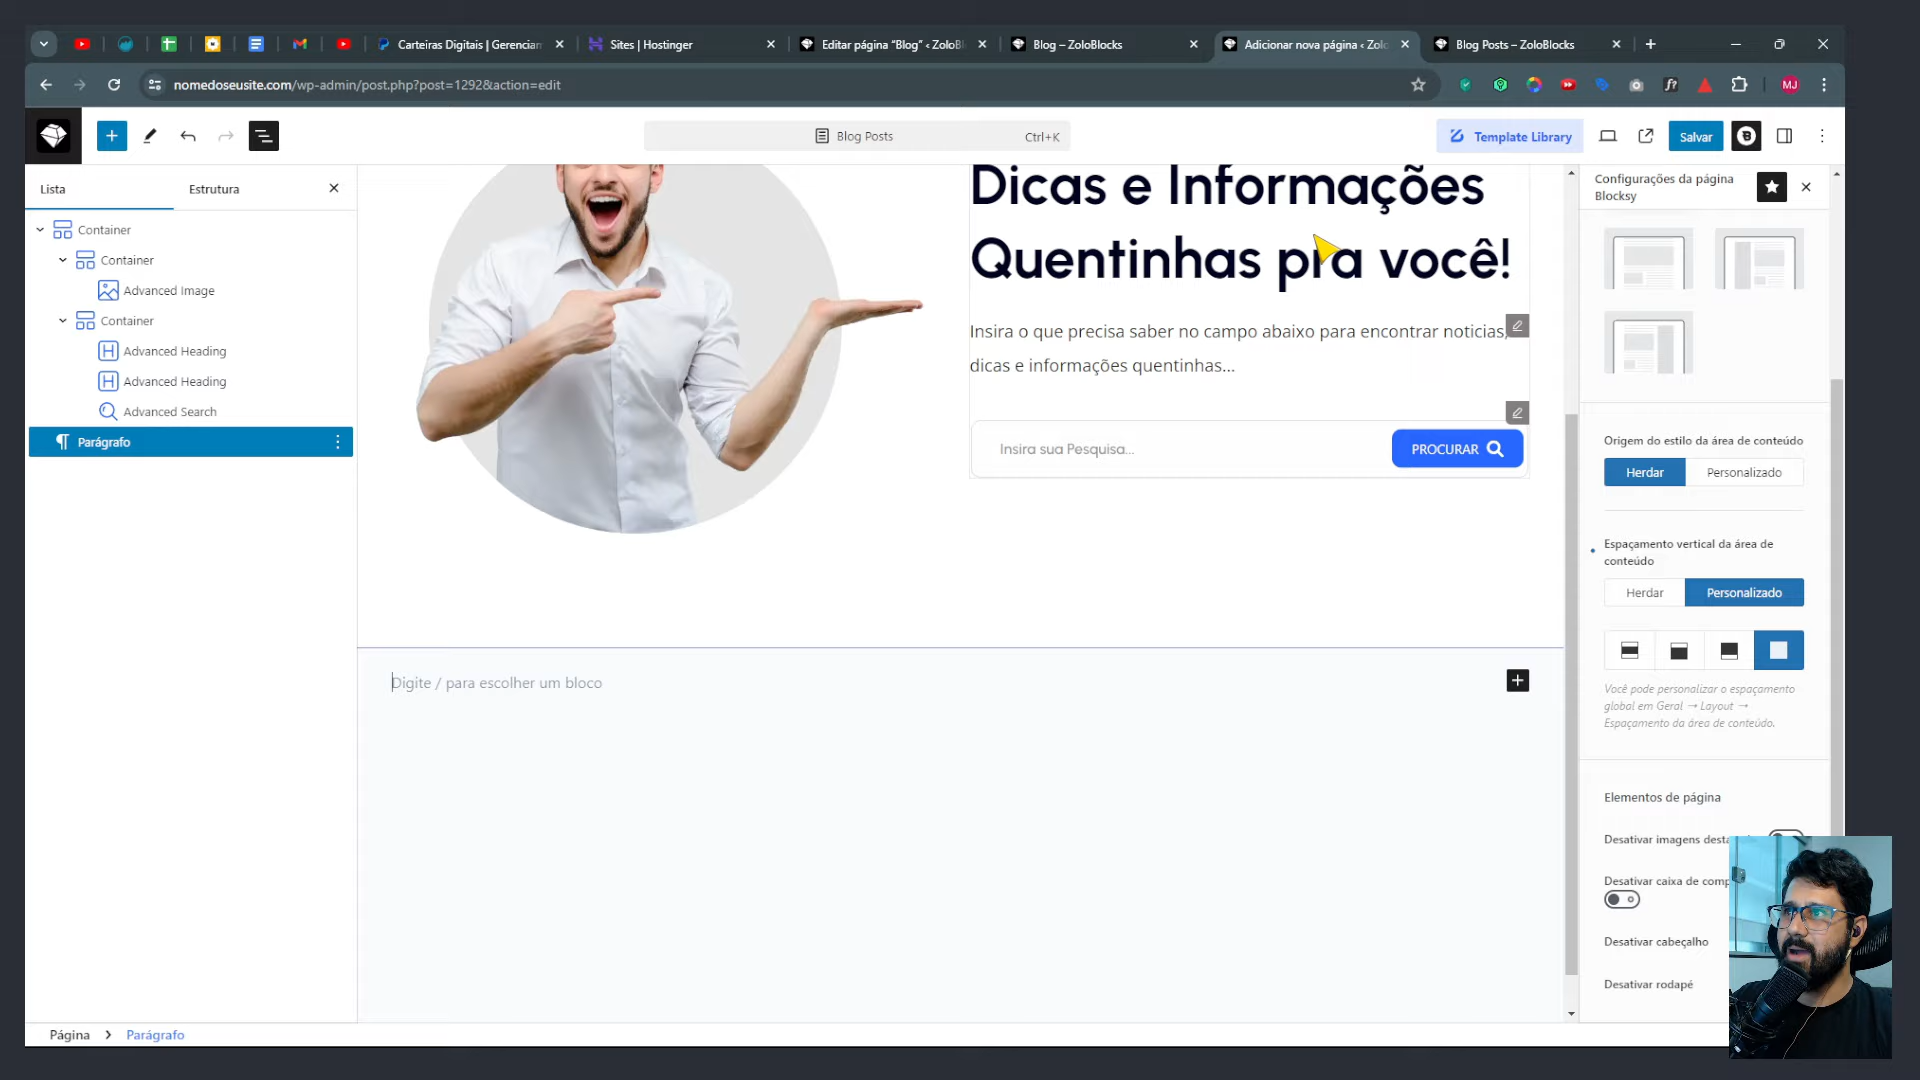 Carteiras Digitais | Gerencian
Sites | Hostinger
Editar página “Blog” ‹ ZoloBl
Blog – ZoloBlocks
Adicionar nova página ‹ Zolo
Blog Posts – ZoloBlocks
nomedoseusite.com/wp-admin/post.php?post=1292&action=edit
MJ
Blog Posts
Ctrl+K
Template Library
Salvar
Lista
Estrutura
Container
Container
Advanced Image
Container
Advanced Heading
Advanced Heading
Advanced Search
Parágrafo
Dicas e Informações
Quentinhas pra você!
Insira o que precisa saber no campo abaixo para encontrar noticias,
dicas e informações quentinhas...
Insira sua Pesquisa...
PROCURAR
Digite / para escolher um bloco
Configurações da página
Blocksy
Origem do estilo da área de conteúdo
Herdar
Personalizado
Espaçamento vertical da área de
conteúdo
Herdar
Personalizado
Você pode personalizar o espaçamento
global em Geral → Layout →
Espaçamento da área de conteúdo.
Elementos de página
Desativar imagens desta
Desativar caixa de comp
Desativar cabeçalho
Desativar rodapé
Página
Parágrafo